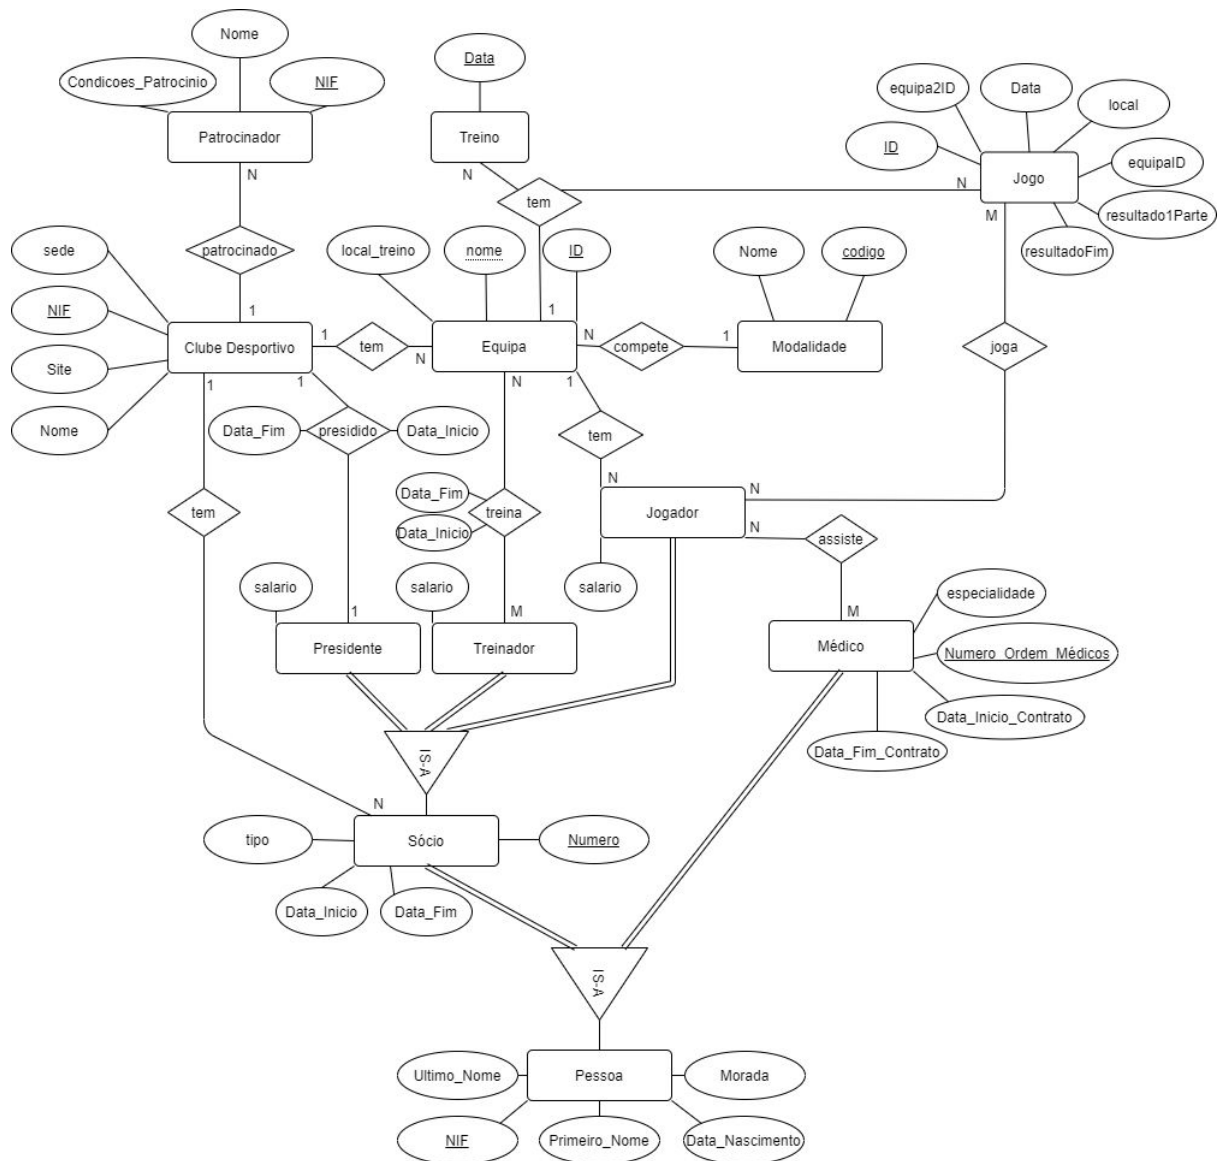 Nome
Condicoes_Patrocinio
NIF
Patrocinador
N
patrocinado
1
Data
Treino
N
tem
1
equipa2ID
Data
local
ID
equipaID
Jogo
resultado1Parte
resultadoFim
N
M
joga
N
sede
NIF
Site
Nome
Clube Desportivo
1
tem
N
local_treino
nome
ID
Equipa
N
compete
1
Nome
codigo
Modalidade
1
1
N
1
Data_Fim
presidido
Data_Inicio
tem
N
tem
Data_Fim
Data_Inicio
treina
Jogador
N
assiste
M
salario
1
Presidente
salario
M
Treinador
salario
especialidade
Numero_Ordem_Médicos
Médico
Data_Inicio_Contrato
Data_Fim_Contrato
IS-A
N
Sócio
tipo
Numero
Data_Inicio
Data_Fim
IS-A
Ultimo_Nome
Pessoa
Morada
NIF
Primeiro_Nome
Data_Nascimento